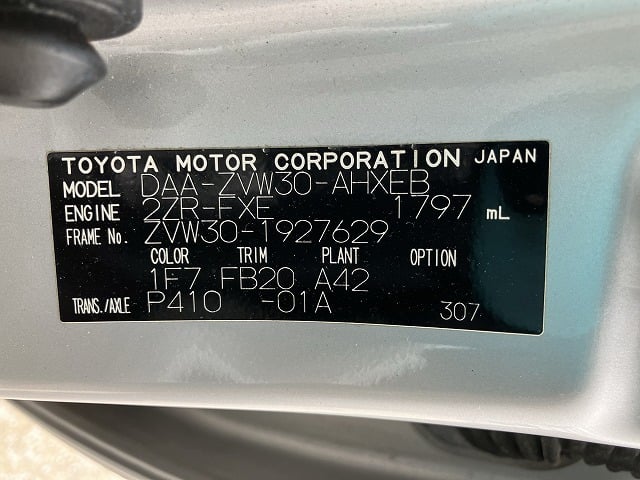 TOYOTA MOTOR CORPORATION JAPAN
MODEL DAA-ZVW30-AHXEB
ENGINE 2ZR-FXE 1797 mL
FRAME No. ZVW30-1927629
COLOR TRIM PLANT OPTION
1F7 FB20 A42
TRANS./AXLE P410 -01A 307